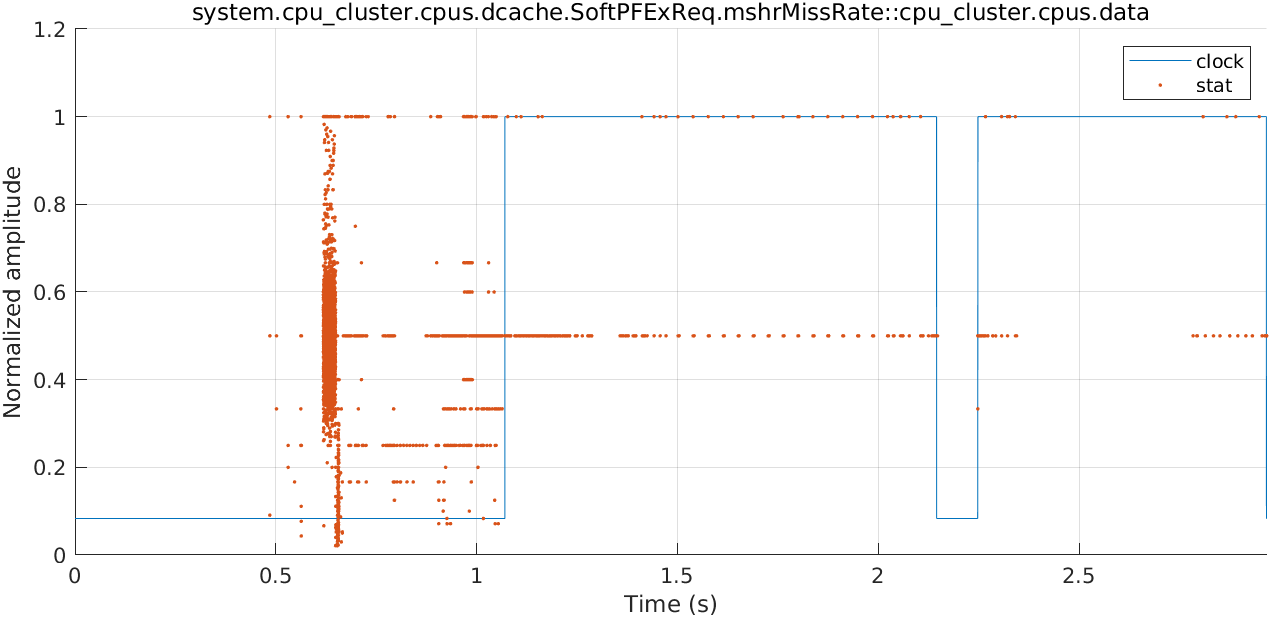 system.cpu_cluster.cpus.dcache.SoftPFExReq.mshrMissRate::cpu_cluster.cpus.data
1.2
1
0.8
0.6
0.4
0.2
0
Normalized amplitude
clock
stat
0 0.5 1 1.5 2 2.5
Time (s)